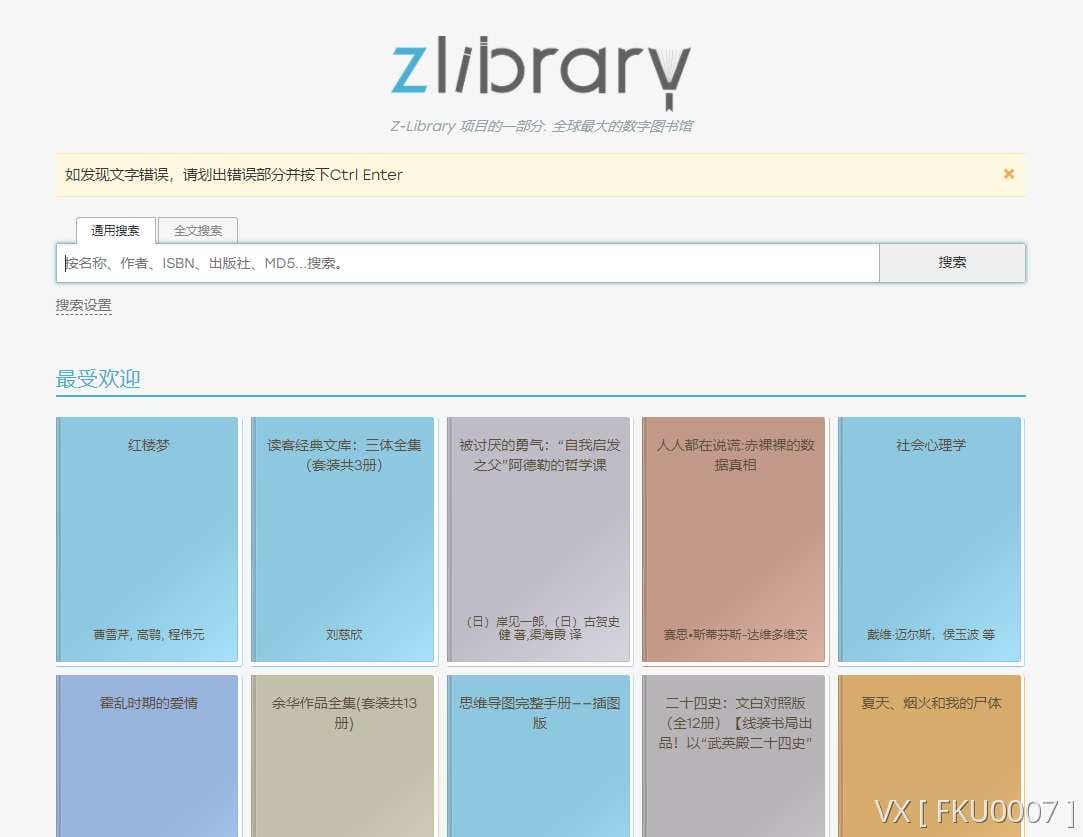 zlibrary
Z-Library 项目的一部分. 全球最大的数字图书馆
如发现文字错误，请划出错误部分并按下Ctrl Enter
×
通用搜索
全文搜索
按名称、作者、ISBN、出版社、MD5...搜索。
搜索
搜索设置
最受欢迎
红楼梦
曹雪芹, 高鹗, 程伟元
读客经典文库：三体全集
（套装共3册）
刘慈欣
被讨厌的勇气：“自我启发
之父”阿德勒的哲学课
（日）岸见一郎,（日）古贺史
健 著,渠海霞 译
人人都在说谎:赤裸裸的数
据真相
赛思•斯蒂芬斯-达维多维茨
社会心理学
戴维·迈尔斯，侯玉波 等
霍乱时期的爱情
余华作品全集(套装共13
册)
思维导图完整手册——插图
版
二十四史：文白对照版
（全12册）【线装书局出
品！以“武英殿二十四史”
夏天、烟火和我的尸体
VX [ FKU0007 ]